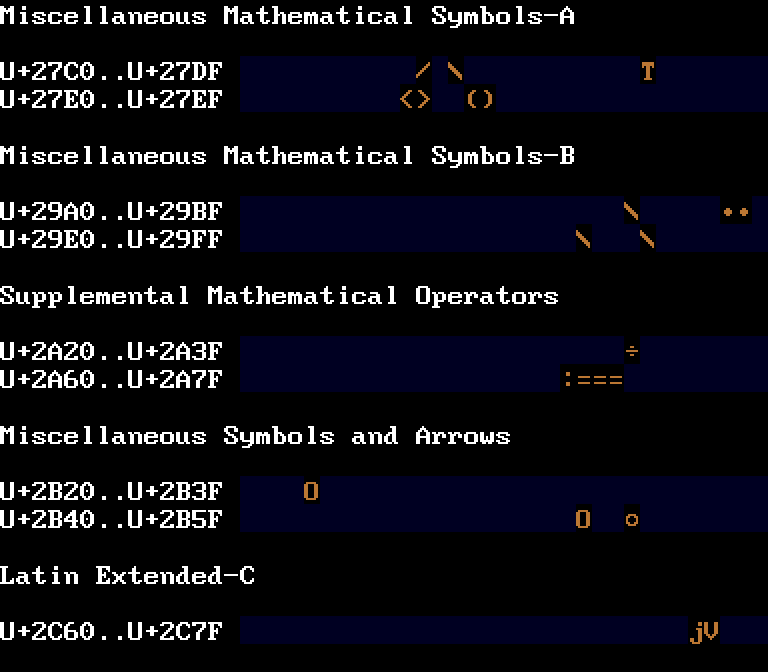 Miscellaneous Mathematical Symbols-A
U+27C0..U+27DF / \ T
U+27E0..U+27EF <> ()
Miscellaneous Mathematical Symbols-B
U+29A0..U+29BF \ ••
U+29E0..U+29FF \ \
Supplemental Mathematical Operators
U+2A20..U+2A3F ÷
U+2A60..U+2A7F :===
Miscellaneous Symbols and Arrows
U+2B20..U+2B3F O
U+2B40..U+2B5F O o
Latin Extended-C
U+2C60..U+2C7F jV